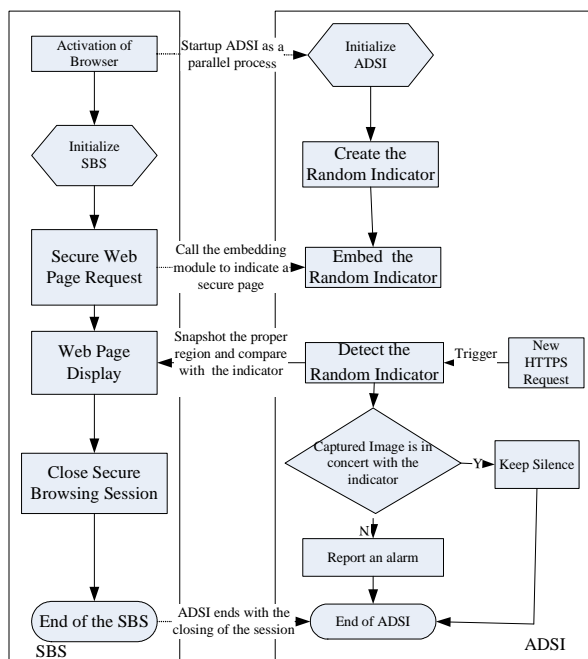 Activation of
Browser
Startup ADSI as a
parallel process
Initialize
ADSI
Initialize
SBS
Create the
Random Indicator
Secure Web
Page Request
Call the embedding
module to indicate a
secure page
Embed the
Random Indicator
Web Page
Display
Snapshot the proper
region and compare
with the indicator
Detect the
Random Indicator
Trigger
New
HTTPS
Request
Captured Image is in
concert with the
indicator
Y
Keep Silence
Close Secure
Browsing Session
N
Report an alarm
End of the SBS
ADSI ends with the
closing of the session
End of ADSI
SBS
ADSI